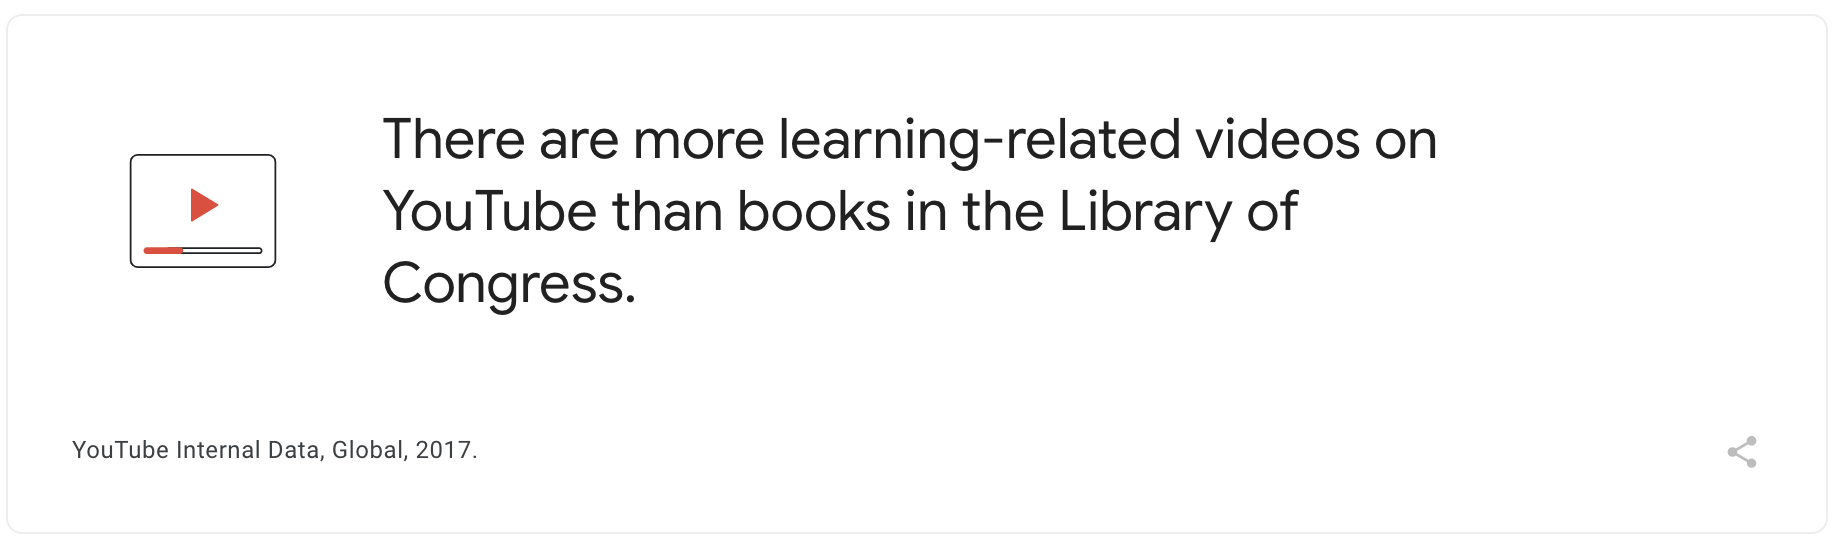 There are more learning-related videos on
YouTube than books in the Library of
Congress.
YouTube Internal Data, Global, 2017.